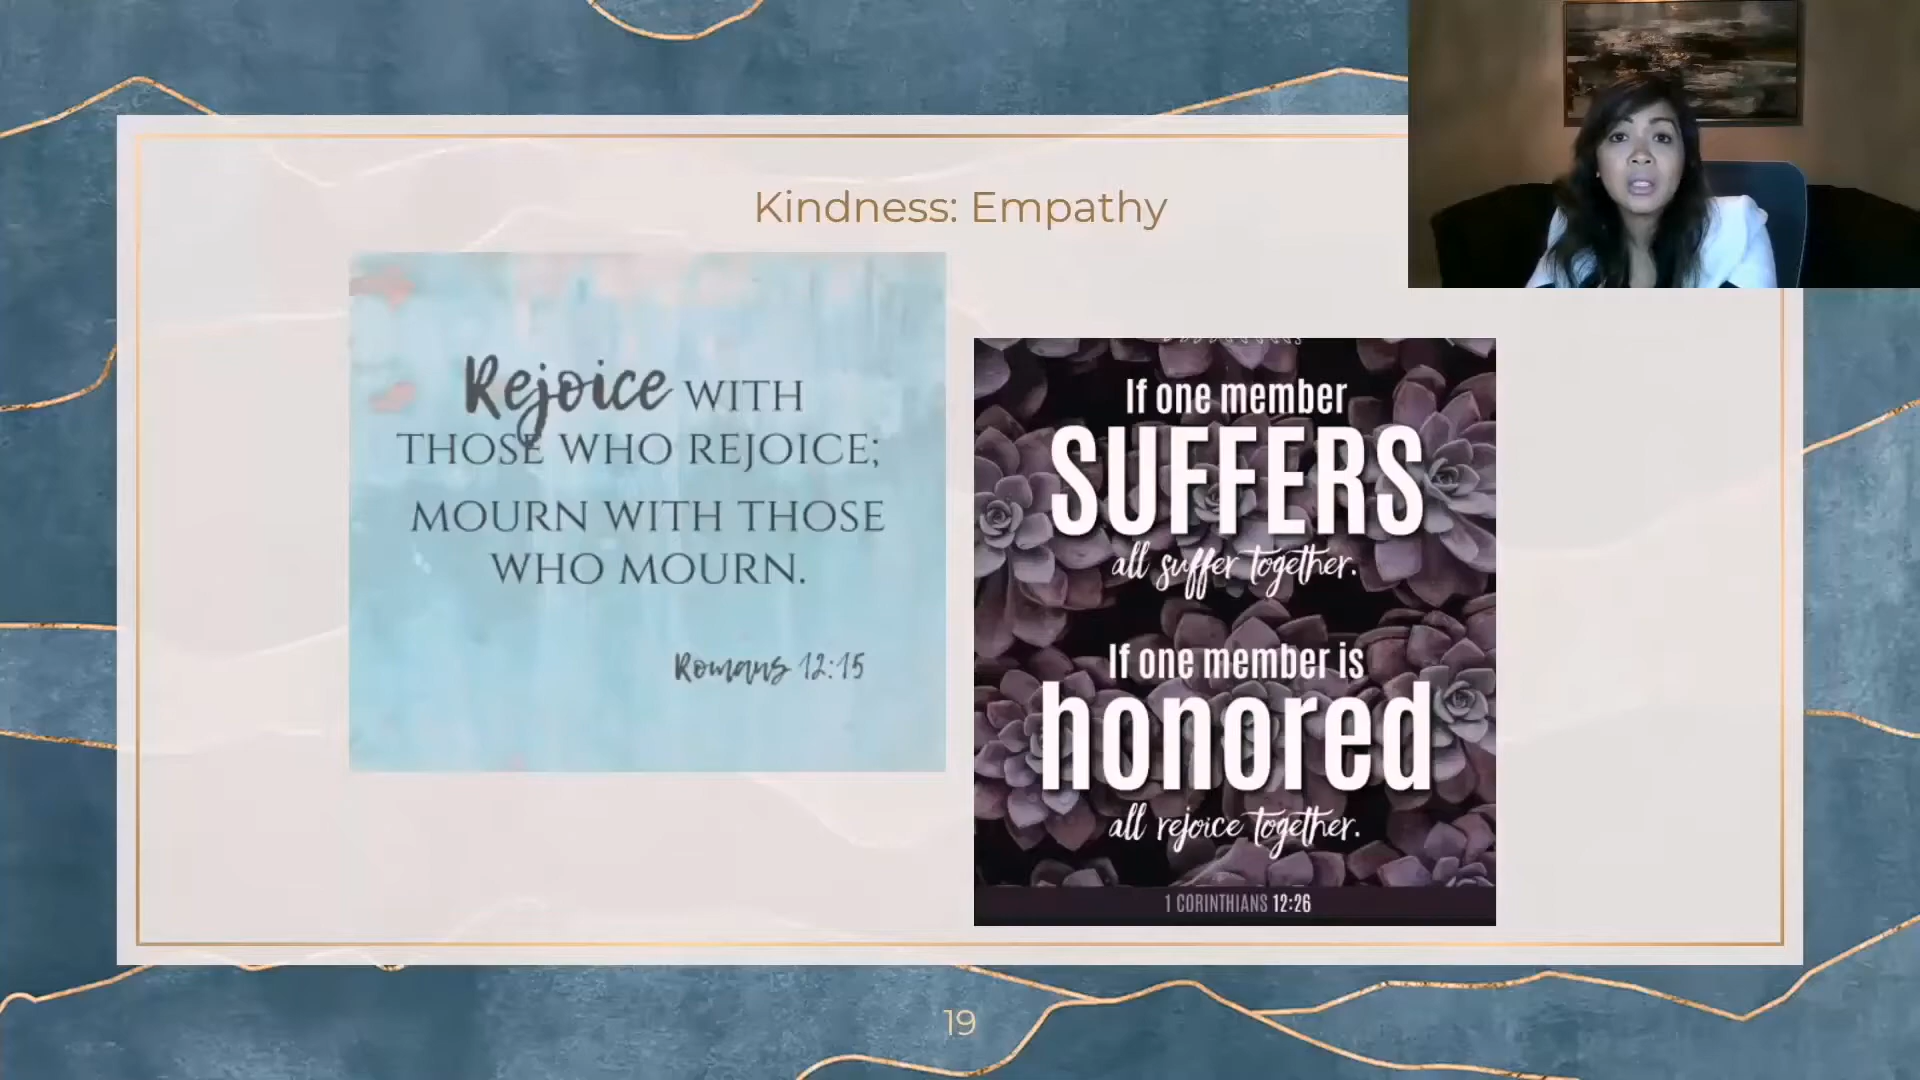 Kindness: Empathy
Rejoice WITH
THOSE WHO REJOICE;
MOURN WITH THOSE
WHO MOURN.
Romans 12:15
If one member
SUFFERS
all suffer together.
If one member is
honored
all rejoice together.
1 CORINTHIANS 12:26
19